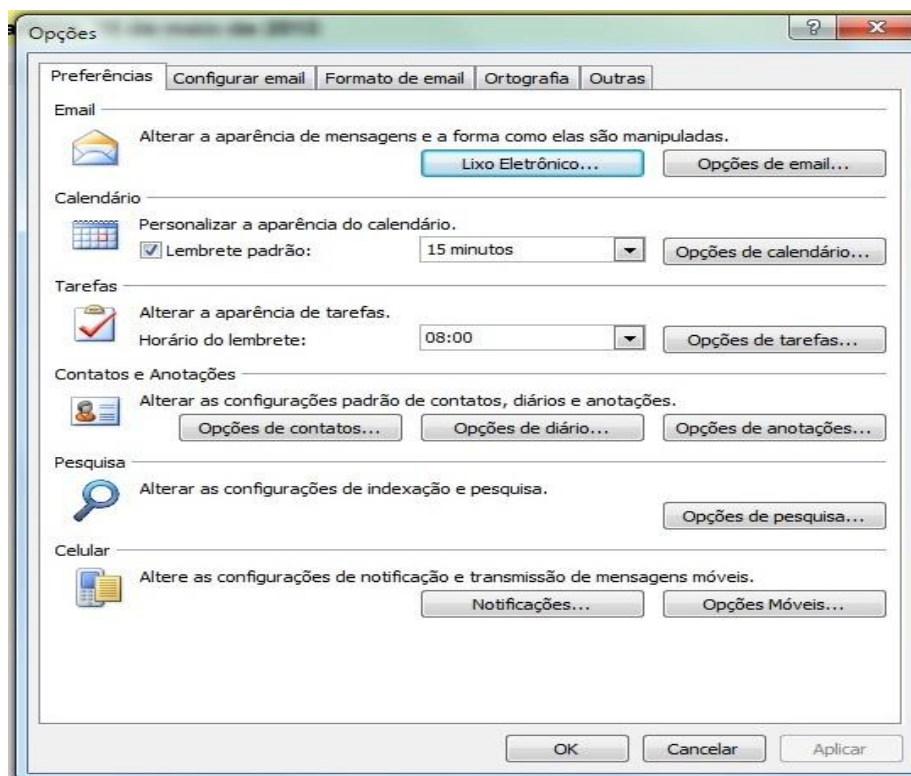 Opções
de maio de 2012
Preferências Configurar email Formato de email Ortografia Outras
Email
Alterar a aparência de mensagens e a forma como elas são manipuladas.
Lixo Eletrônico... Opções de email...
Calendário
Personalizar a aparência do calendário.
Lembrete padrão: 15 minutos Opções de calendário...
Tarefas
Alterar a aparência de tarefas.
Horário do lembrete: 08:00 Opções de tarefas...
Contatos e Anotações
Alterar as configurações padrão de contatos, diários e anotações.
Opções de contatos... Opções de diário... Opções de anotações...
Pesquisa
Alterar as configurações de indexação e pesquisa.
Opções de pesquisa...
Celular
Altere as configurações de notificação e transmissão de mensagens móveis.
Notificações... Opções Móveis...
OK Cancelar Aplicar